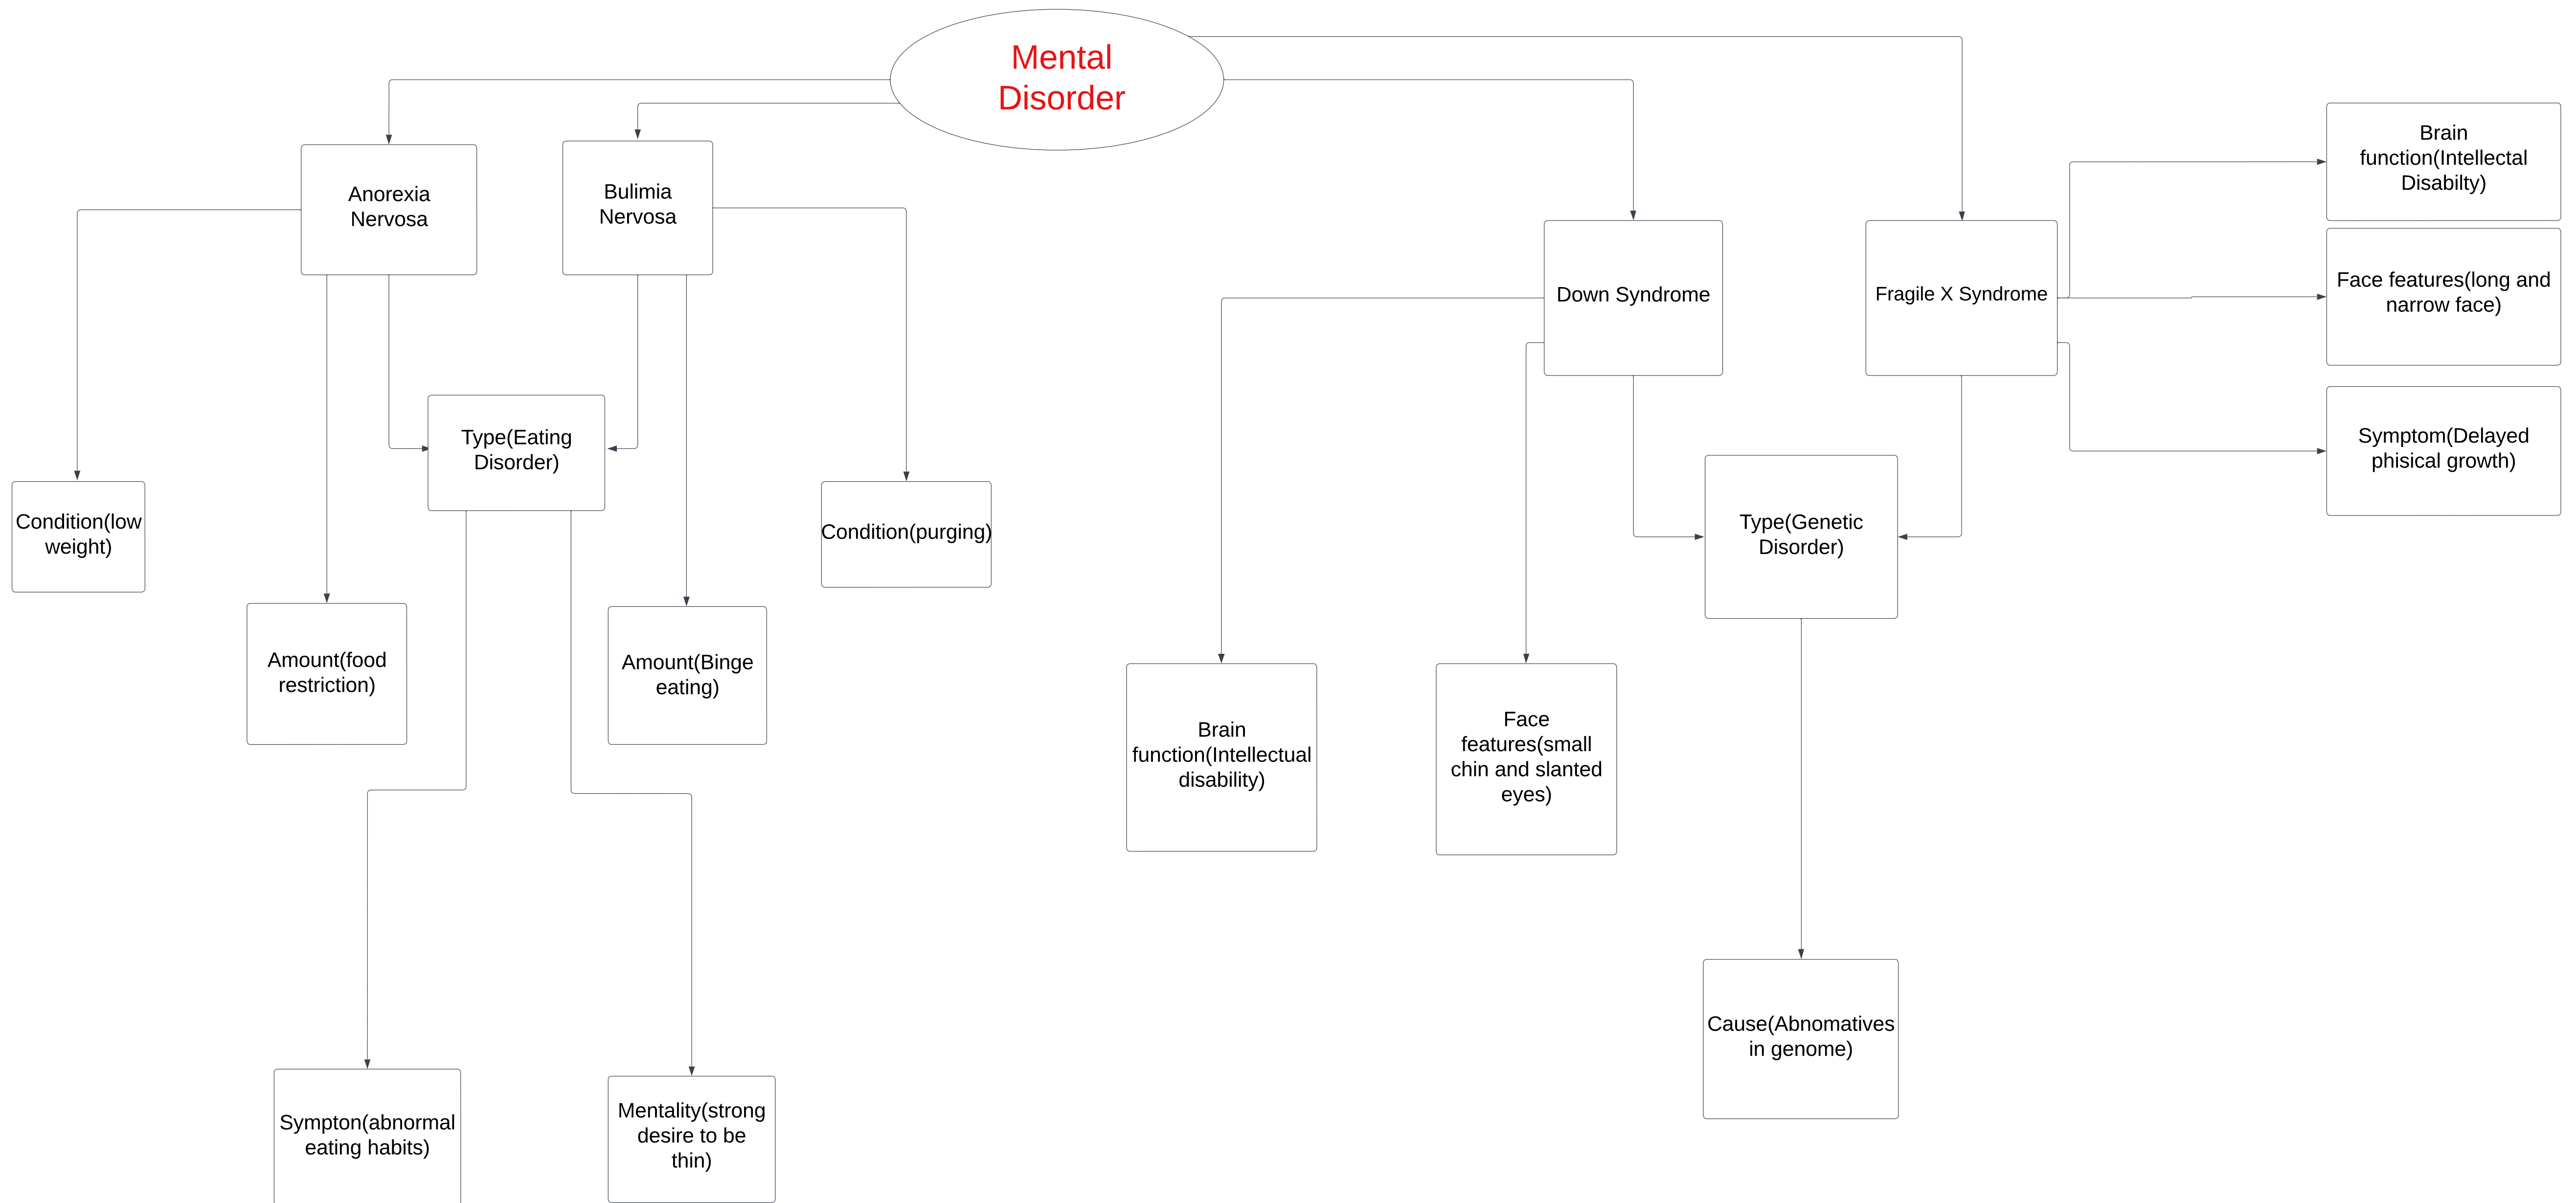 Mental
Disorder
Anorexia
Nervosa
Bulimia
Nervosa
Down Syndrome
Fragile X Syndrome
Brain
function(Intellectal
Disabilty)
Face features(long and
narrow face)
Symptom(Delayed
phisical growth)
Type(Eating
Disorder)
Condition(low
weight)
Condition(purging)
Type(Genetic
Disorder)
Amount(food
restriction)
Amount(Binge
eating)
Brain
function(Intellectual
disability)
Face
features(small
chin and slanted
eyes)
Cause(Abnomatives
in genome)
Sympton(abnormal
eating habits)
Mentality(strong
desire to be
thin)